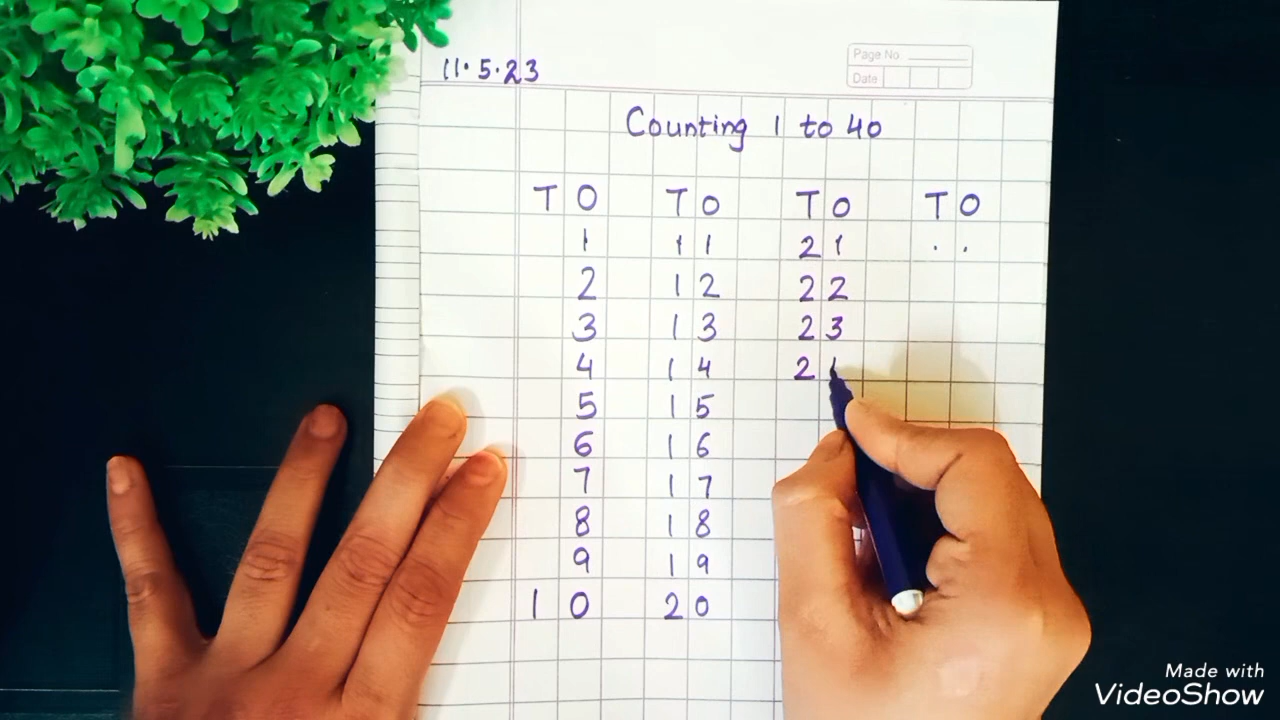 11.5.23
Page No.
Date
Counting 1 to 40
T O T O T O T O
1 11 21 . .
2 12 22
3 13 23
4 14 2
5 15
6 16
7 17
8 18
9 19
10 20
Made with
VideoShow